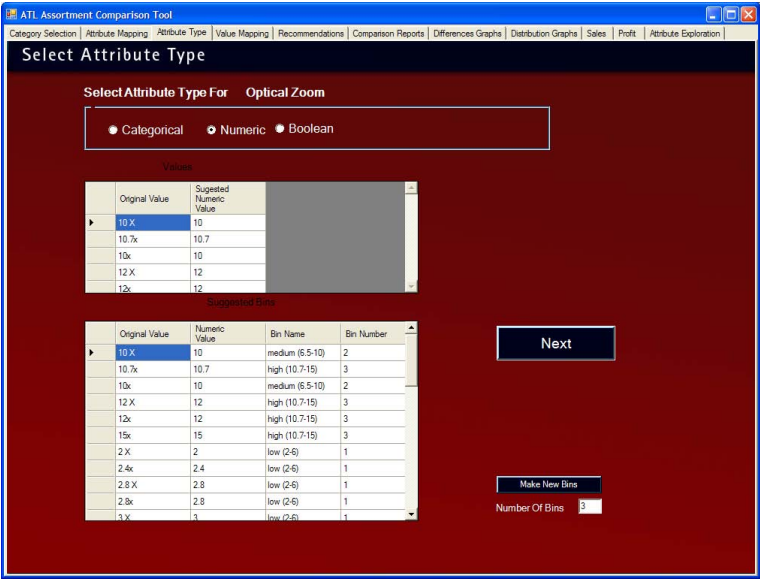 ATL Assortment Comparison Tool
Category Selection Attribute Mapping Attribute Type Value Mapping Recommendations Comparison Reports Differences Graphs Distribution Graphs Sales Profit Attribute Exploration
Select Attribute Type
Select Attribute Type For Optical Zoom
Categorical Numeric Boolean
Values
Original Value Sugested Numeric Value
10 X 10
10.7x 10.7
10x 10
12 X 12
12x 12
Suggested Bins
Original Value Numeric Value Bin Name Bin Number
10 X 10 medium (6.5-10) 2
10.7x 10.7 high (10.7-15) 3
10x 10 medium (6.5-10) 2
12 X 12 high (10.7-15) 3
12x 12 high (10.7-15) 3
15x 15 high (10.7-15) 3
2 X 2 low (2-6) 1
2.4x 2.4 low (2-6) 1
2.8 X 2.8 low (2-6) 1
2.8x 2.8 low (2-6) 1
3 X 3 low (2-6) 1
Next
Make New Bins
Number Of Bins 3